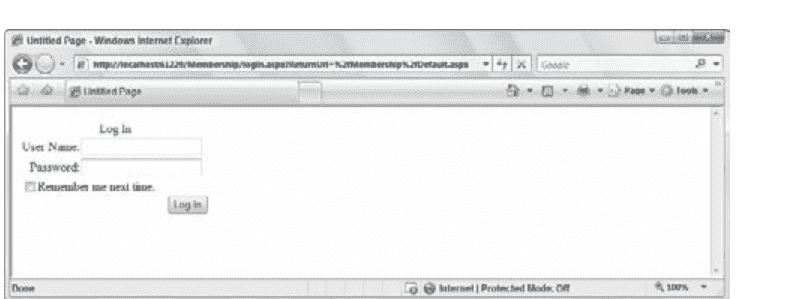 Untitled Page - Windows Internet Explorer
http://localhost:61229/Membership/login.aspx?ReturnUrl=%2fMembership%2fDefault.aspx
Google
Untitled Page
Page
Tools
Log In
User Name:
Password:
Remember me next time.
Log In
Done
Internet | Protected Mode: Off
100%